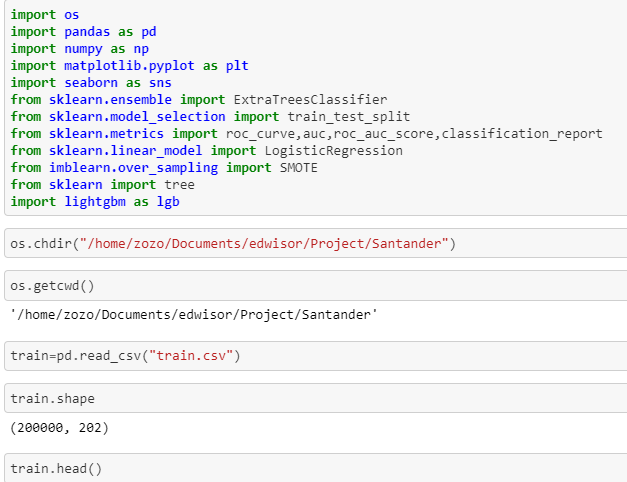 import os
import pandas as pd
import numpy as np
import matplotlib.pyplot as plt
import seaborn as sns
from sklearn.ensemble import ExtraTreesClassifier
from sklearn.model_selection import train_test_split
from sklearn.metrics import roc_curve,auc,roc_auc_score,classification_report
from sklearn.linear_model import LogisticRegression
from imblearn.over_sampling import SMOTE
from sklearn import tree
import lightgbm as lgb
os.chdir("/home/zozo/Documents/edwisor/Project/Santander")
os.getcwd()
'/home/zozo/Documents/edwisor/Project/Santander'
train=pd.read_csv("train.csv")
train.shape
(200000, 202)
train.head()